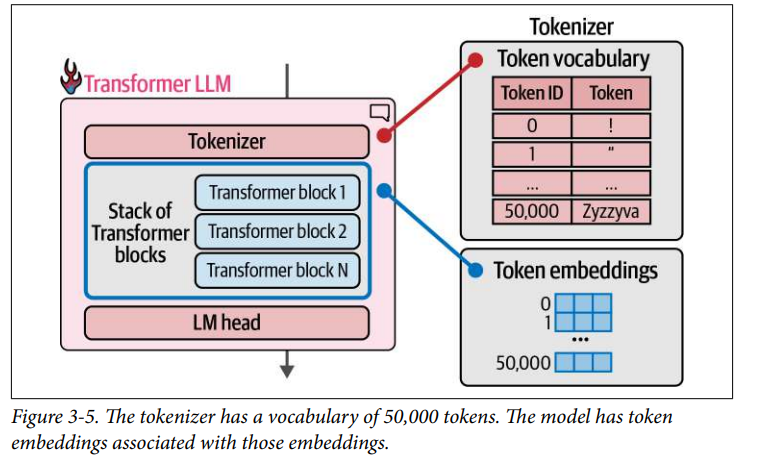 Tokenizer
Token vocabulary
Token ID Token
0 !
1 "
... ...
50,000 Zyzzyva
Transformer LLM
Tokenizer
Stack of
Transformer
blocks
Transformer block 1
Transformer block 2
Transformer block N
LM head
Token embeddings
0
1
...
50,000
Figure 3-5. The tokenizer has a vocabulary of 50,000 tokens. The model has token
embeddings associated with those embeddings.